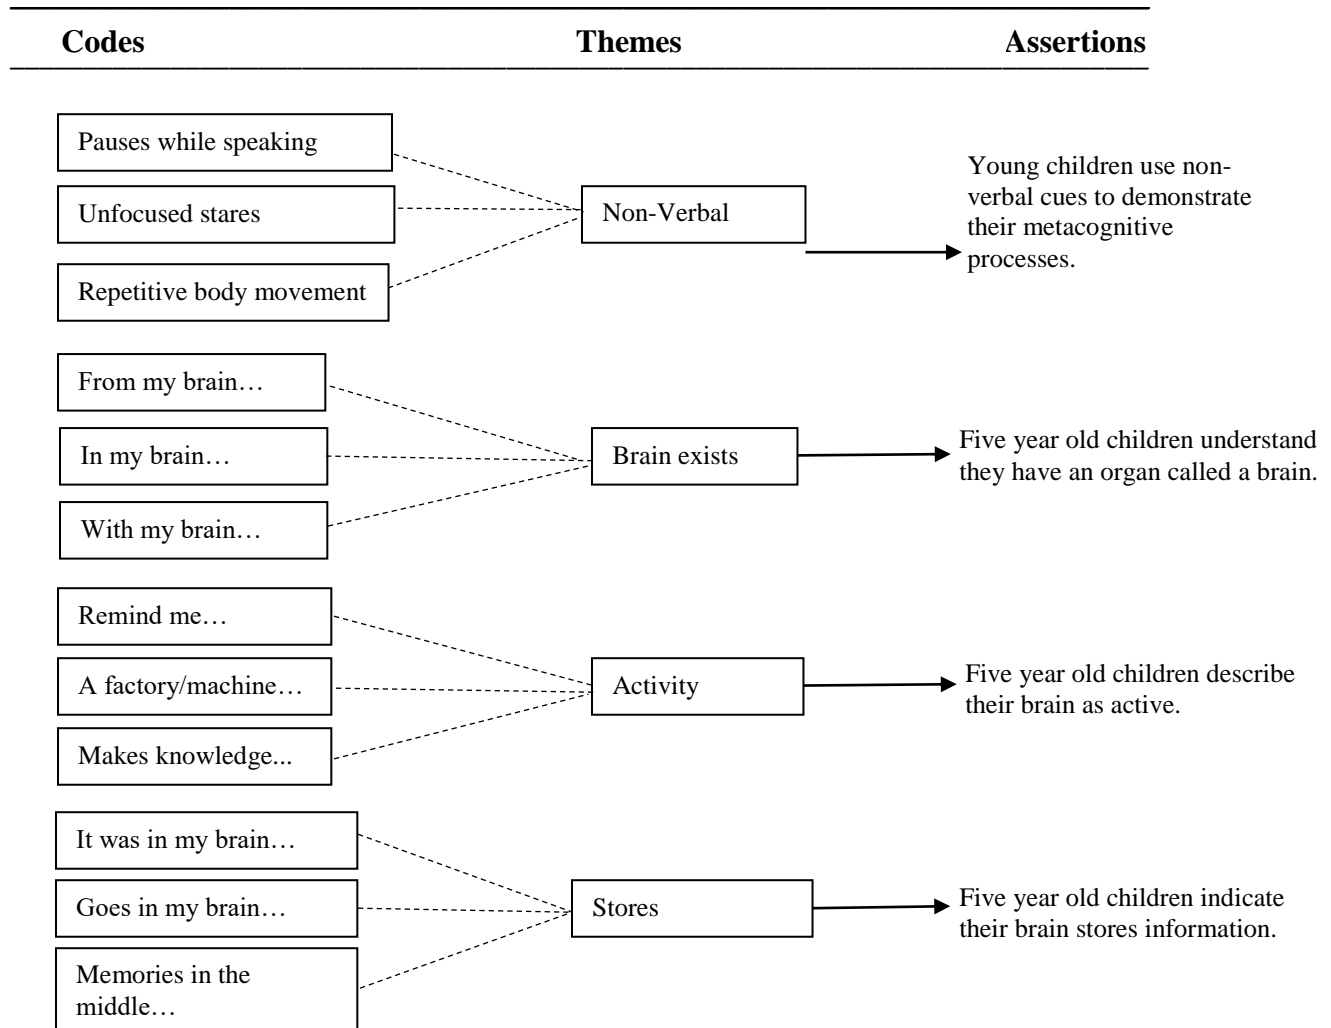 Codes Themes Assertions
Pauses while speaking
Unfocused stares
Repetitive body movement
Non-Verbal
Young children use non-
verbal cues to demonstrate
their metacognitive
processes.
From my brain…
In my brain…
With my brain…
Brain exists
Five year old children understand
they have an organ called a brain.
Remind me…
A factory/machine…
Makes knowledge...
Activity
Five year old children describe
their brain as active.
It was in my brain…
Goes in my brain…
Memories in the
middle…
Stores
Five year old children indicate
their brain stores information.